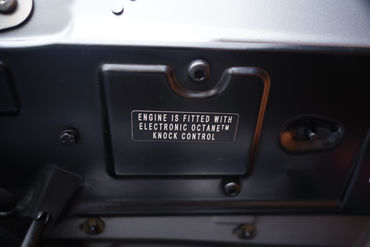 ENGINE IS FITTED WITH
ELECTRONIC OCTANE™
KNOCK CONTROL